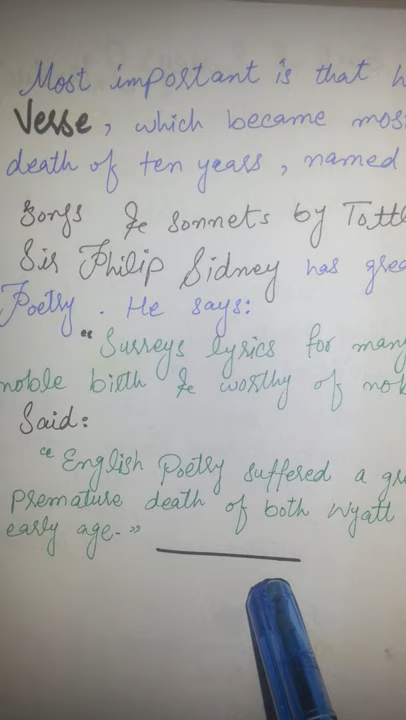 Most important is that h
Verse, which became mos
death of ten years, named
Songs & Sonnets by Totte
Sir Philip Sidney has grea
Poetry. He says:
"Surreys lyrics for many
noble birth & worthy of nob
Said:
"English Poetry suffered a gre
premature death of both Wyatt
early age."